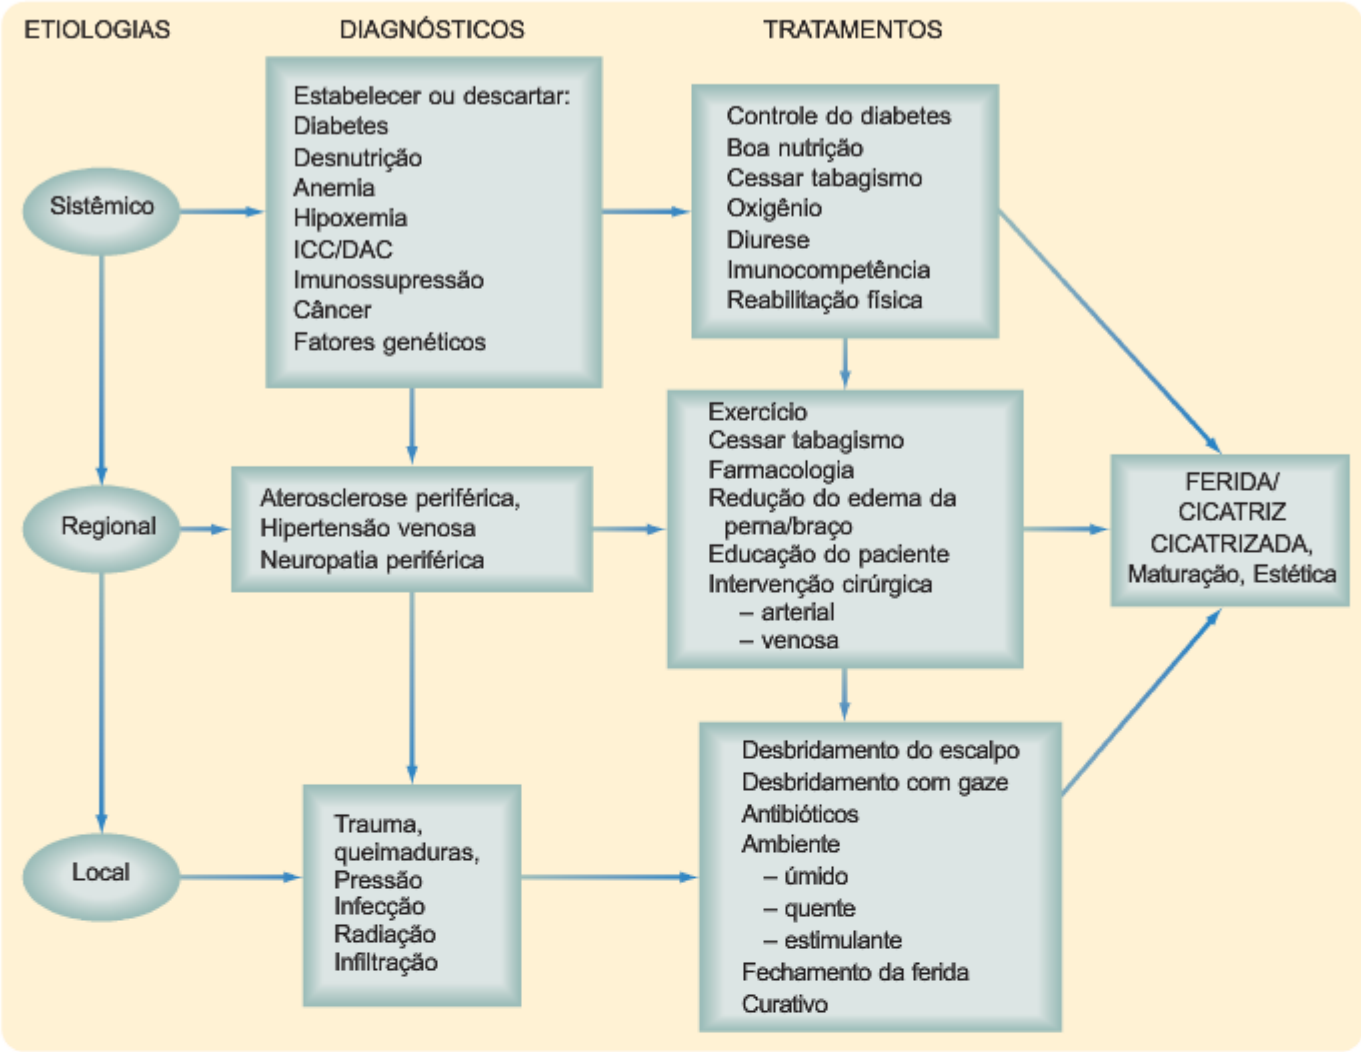 ETIOLOGIAS
DIAGNÓSTICOS
TRATAMENTOS
Sistêmico
Estabelecer ou descartar:
Diabetes
Desnutrição
Anemia
Hipoxemia
ICC/DAC
Imunossupressão
Câncer
Fatores genéticos
Controle do diabetes
Boa nutrição
Cessar tabagismo
Oxigênio
Diurese
Imunocompetência
Reabilitação física
Regional
Aterosclerose periférica,
Hipertensão venosa
Neuropatia periférica
Exercício
Cessar tabagismo
Farmacologia
Redução do edema da
perna/braço
Educação do paciente
Intervenção cirúrgica
– arterial
– venosa
FERIDA/
CICATRIZ
CICATRIZADA,
Maturação, Estética
Local
Trauma,
queimaduras,
Pressão
Infecção
Radiação
Infiltração
Desbridamento do escalpo
Desbridamento com gaze
Antibióticos
Ambiente
– úmido
– quente
– estimulante
Fechamento da ferida
Curativo